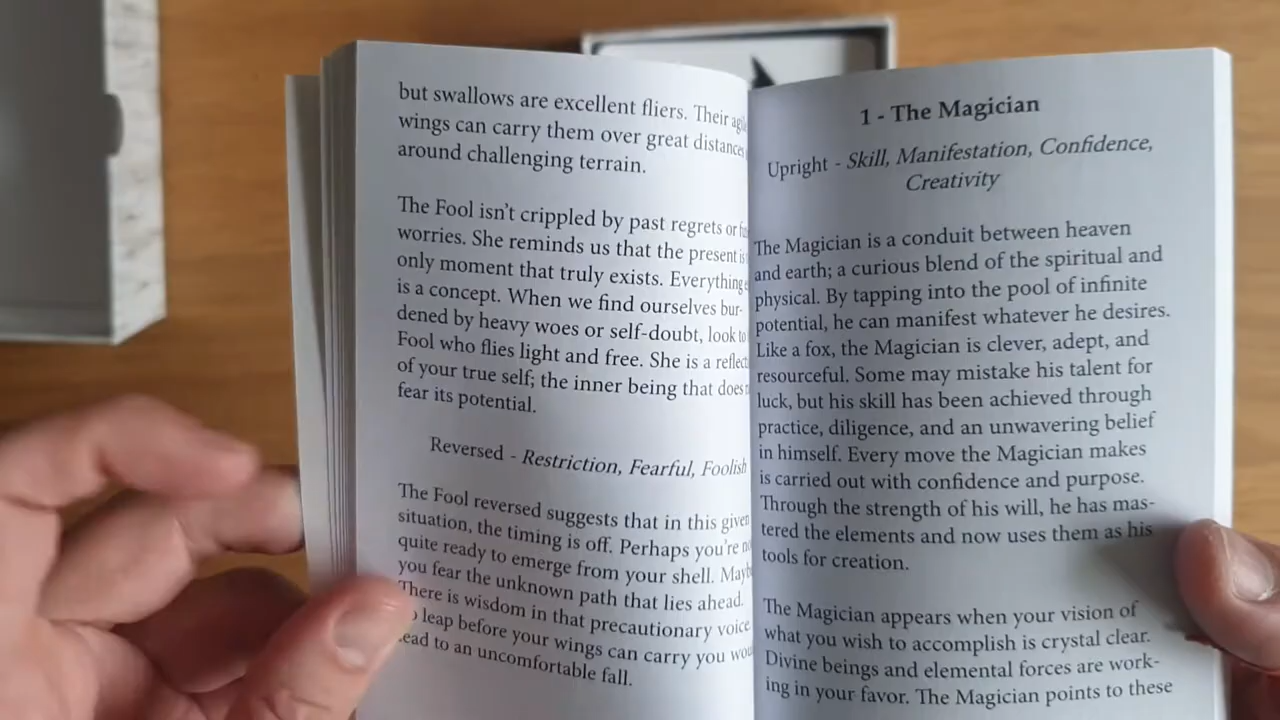 but swallows are excellent fliers. Their
wings can carry them over great distances
around challenging terrain.
The Fool isn't crippled by past regrets or
worries. She reminds us that the present is
only moment that truly exists. Everything
is a concept. When we find ourselves bur-
dened by heavy woes or self-doubt, look to
Fool who flies light and free. She is a
of your true self; the inner being that does
fear its potential.
Reversed - Restriction, Fearful, Foolish
The Fool reversed suggests that in this given
situation, the timing is off. Perhaps you're
quite ready to emerge from your shell.
you fear the unknown path that lies ahead.
There is wisdom in that precautionary voice
leap before your wings can carry you
to an uncomfortable fall.
1 - The Magician
Upright - Skill, Manifestation, Confidence,
Creativity
The Magician is a conduit between heaven
and earth; a curious blend of the spiritual and
physical. By tapping into the pool of infinite
potential, he can manifest whatever he desires.
Like a fox, the Magician is clever, adept, and
resourceful. Some may mistake his talent for
luck, but his skill has been achieved through
practice, diligence, and an unwavering belief
in himself. Every move the Magician makes
is carried out with confidence and purpose.
Through the strength of his will, he has mas-
tered the elements and now uses them as his
tools for creation.
The Magician appears when your vision of
what you wish to accomplish is crystal clear.
Divine beings and elemental forces are work-
ing in your favor. The Magician points to these